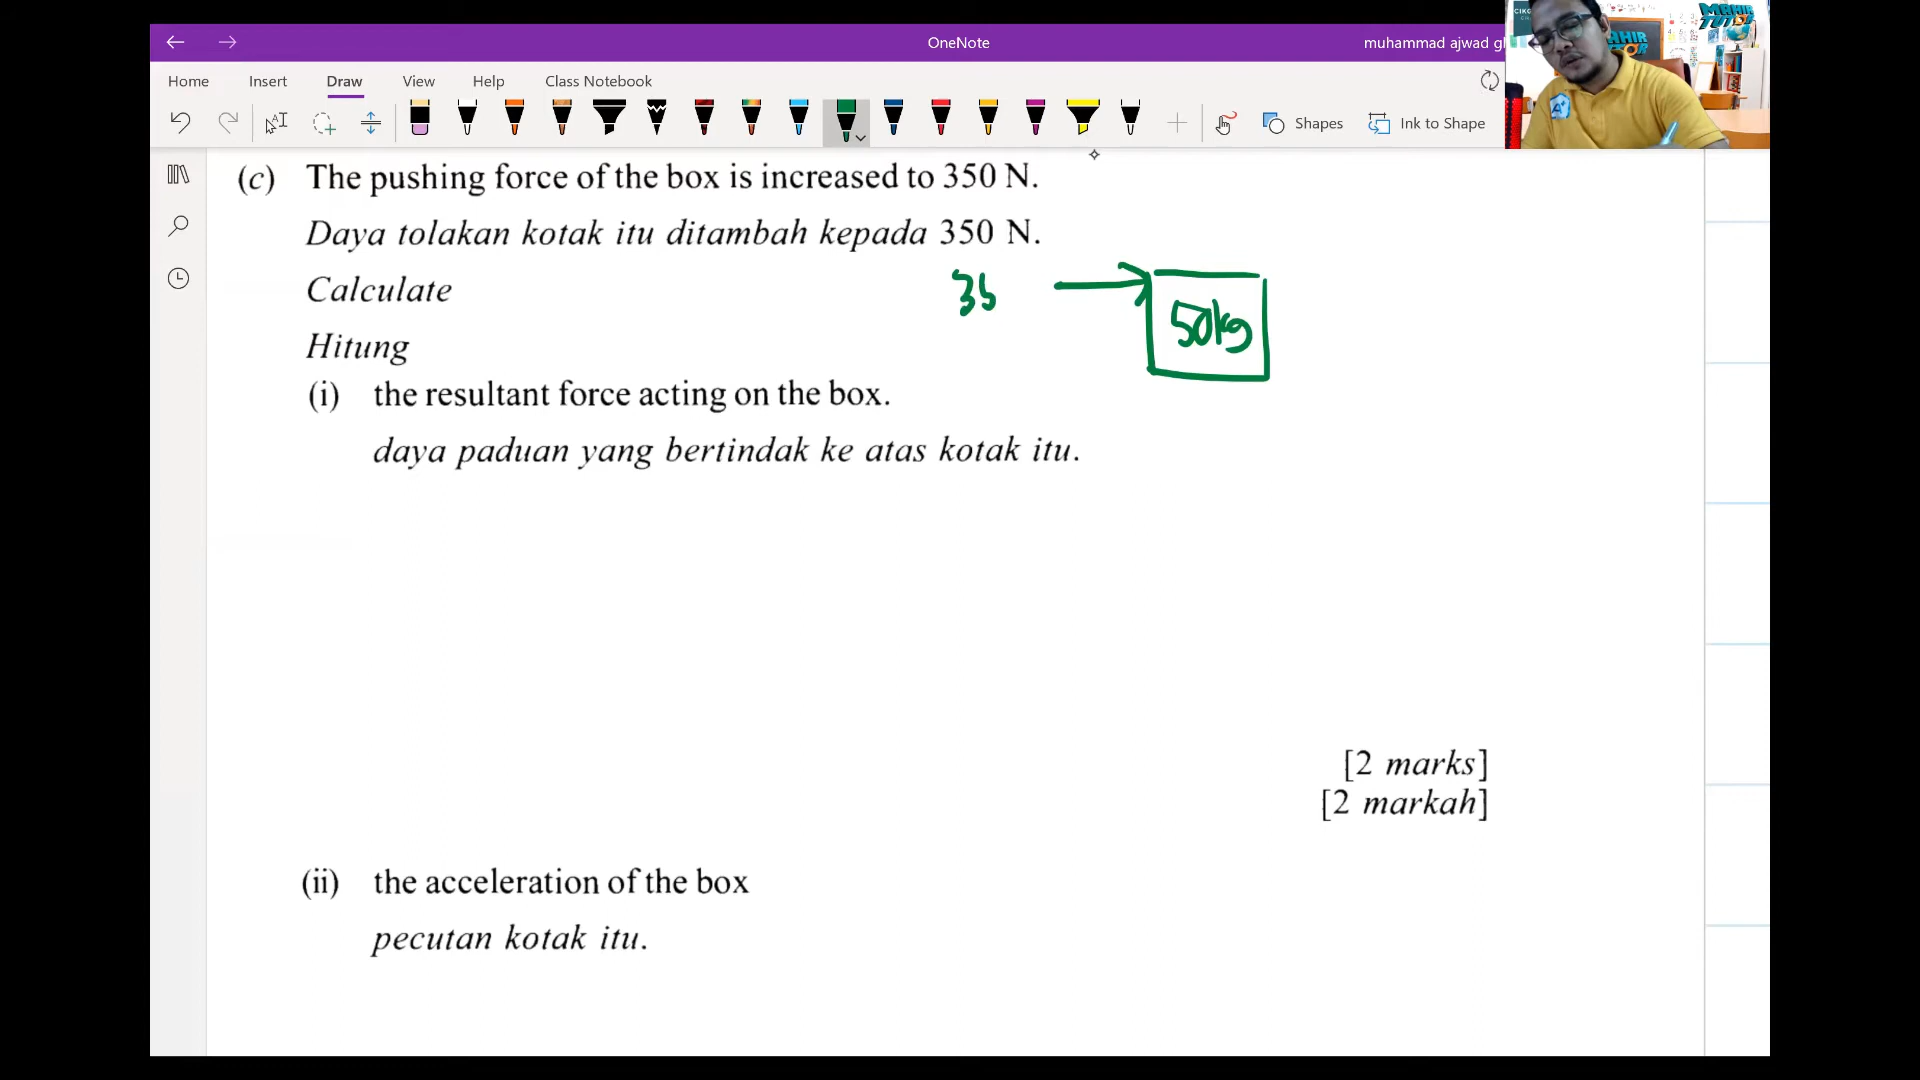 OneNote
muhammad ajwad gh
Home Insert Draw View Help Class Notebook
Shapes Ink to Shape
MAHIR
TUTOR
(c) The pushing force of the box is increased to 350 N.
Daya tolakan kotak itu ditambah kepada 350 N.
Calculate
35
50kg
Hitung
(i) the resultant force acting on the box.
daya paduan yang bertindak ke atas kotak itu.
[2 marks]
[2 markah]
(ii) the acceleration of the box
pecutan kotak itu.